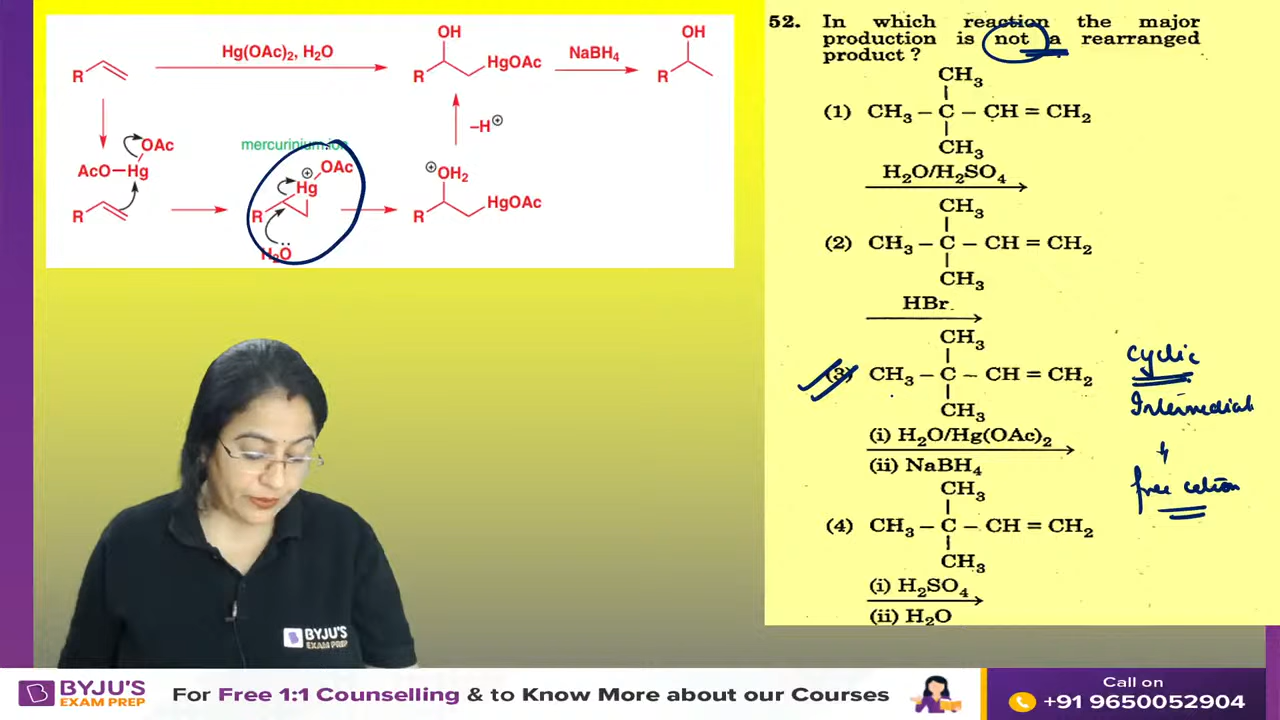 Hg(OAc)2, H2O
OH
HgOAc
R
NaBH4
OH
R
R
–H⊕
mercurinium ion
OAc
AcO–Hg
R
⊕
OAc
Hg
R
H2Ö
⊕OH2
R
HgOAc
52. In which reaction the major
production is not a rearranged
product ?
CH3
(1) CH3 – C – CH = CH2
CH3
H2O/H2SO4
CH3
(2) CH3 – C – CH = CH2
CH3
HBr
CH3
(3) CH3 – C – CH = CH2
CH3
(i) H2O/Hg(OAc)2
(ii) NaBH4
CH3
(4) CH3 – C – CH = CH2
CH3
(i) H2SO4
(ii) H2O
cyclic
Intermediate
free cation
BYJU'S
EXAM PREP
BYJU'S
EXAM PREP
For Free 1:1 Counselling & to Know More about our Courses
Call on
+91 9650052904